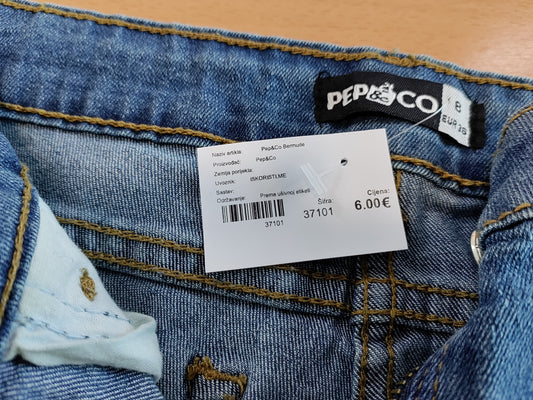 PEP&CO
8
EUR 36
Naziv artikla: Pep&Co Bermude
Proizvođač: Pep&Co
Zemlja porijekla:
Uvoznik: ISKORISTI.ME
Sastav:
Održavanje: Prema ušivnoj etiketi
Šifra: Cijena:
37101 6.00€
37101